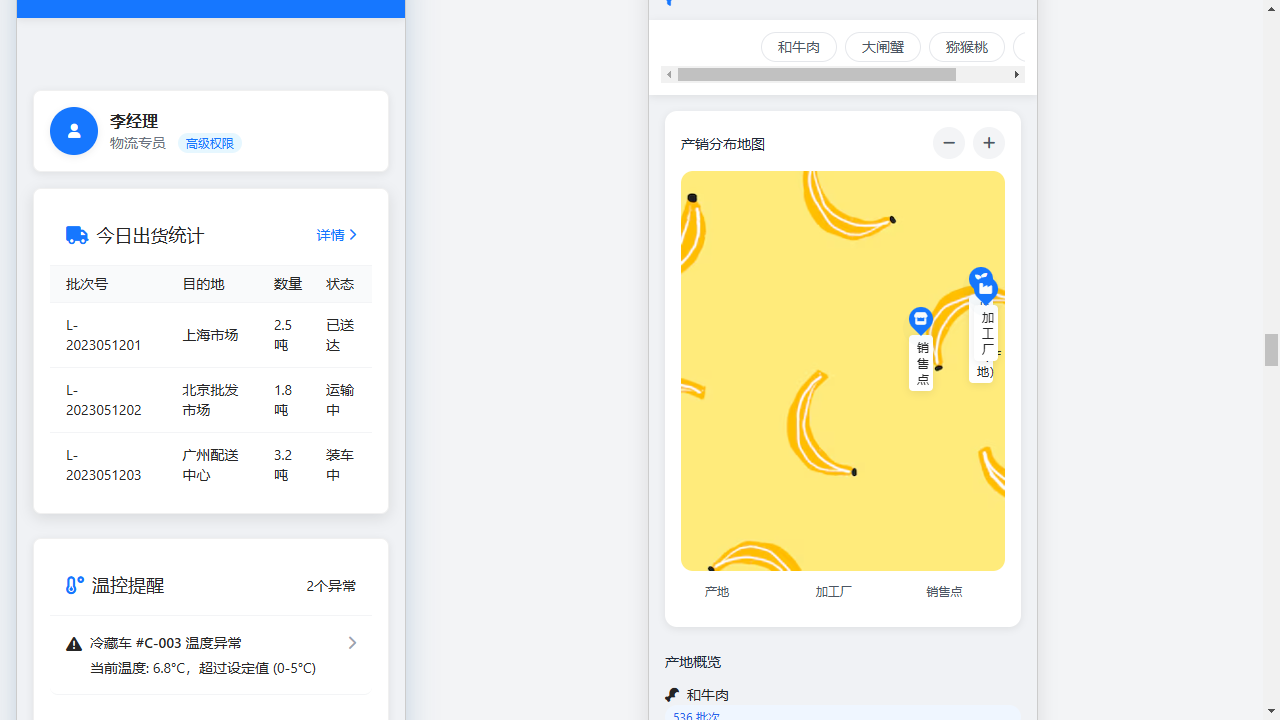 李经理
物流专员 高级权限
今日出货统计 详情
批次号 目的地 数量 状态
L-2023051201 上海市场 2.5吨 已送达
L-2023051202 北京批发市场 1.8吨 运输中
L-2023051203 广州配送中心 3.2吨 装车中
温控提醒 2个异常
冷藏车 #C-003 温度异常
当前温度: 6.8°C，超过设定值 (0-5°C)
和牛肉 大闸蟹 猕猴桃
产销分布地图
加工厂
地)
销售点
产地 加工厂 销售点
产地概览
和牛肉
536 批次